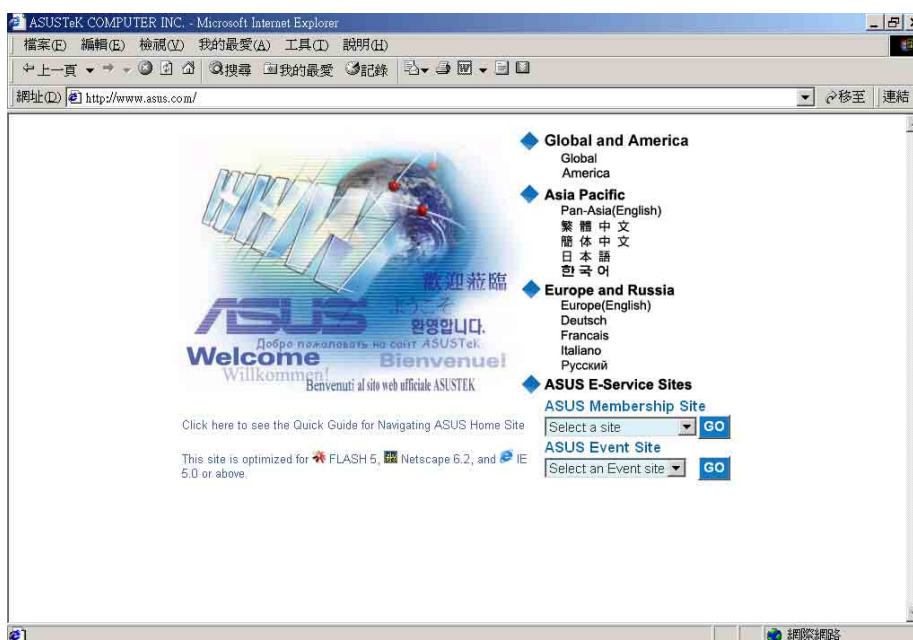 ASUSTeK COMPUTER INC. - Microsoft Internet Explorer
檔案(F) 編輯(E) 檢視(V) 我的最愛(A) 工具(T) 說明(H)
上一頁 搜尋 我的最愛 記錄
網址(D) http://www.asus.com/ 移至 連結
WWW
歡迎蒞臨
ようこそ
ASUS
환영합니다.
Добро пожаловать на сайт ASUSTeK
Welcome Bienvenue!
Willkommen!
Benvenuti al sito web ufficiale ASUSTEK
Click here to see the Quick Guide for Navigating ASUS Home Site
This site is optimized for FLASH 5, Netscape 6.2, and IE
5.0 or above
Global and America
Global
America
Asia Pacific
Pan-Asia(English)
繁 體 中 文
簡 体 中 文
日 本 語
한 국 어
Europe and Russia
Europe(English)
Deutsch
Francais
Italiano
Русский
ASUS E-Service Sites
ASUS Membership Site
Select a site GO
ASUS Event Site
Select an Event site GO
網際網路